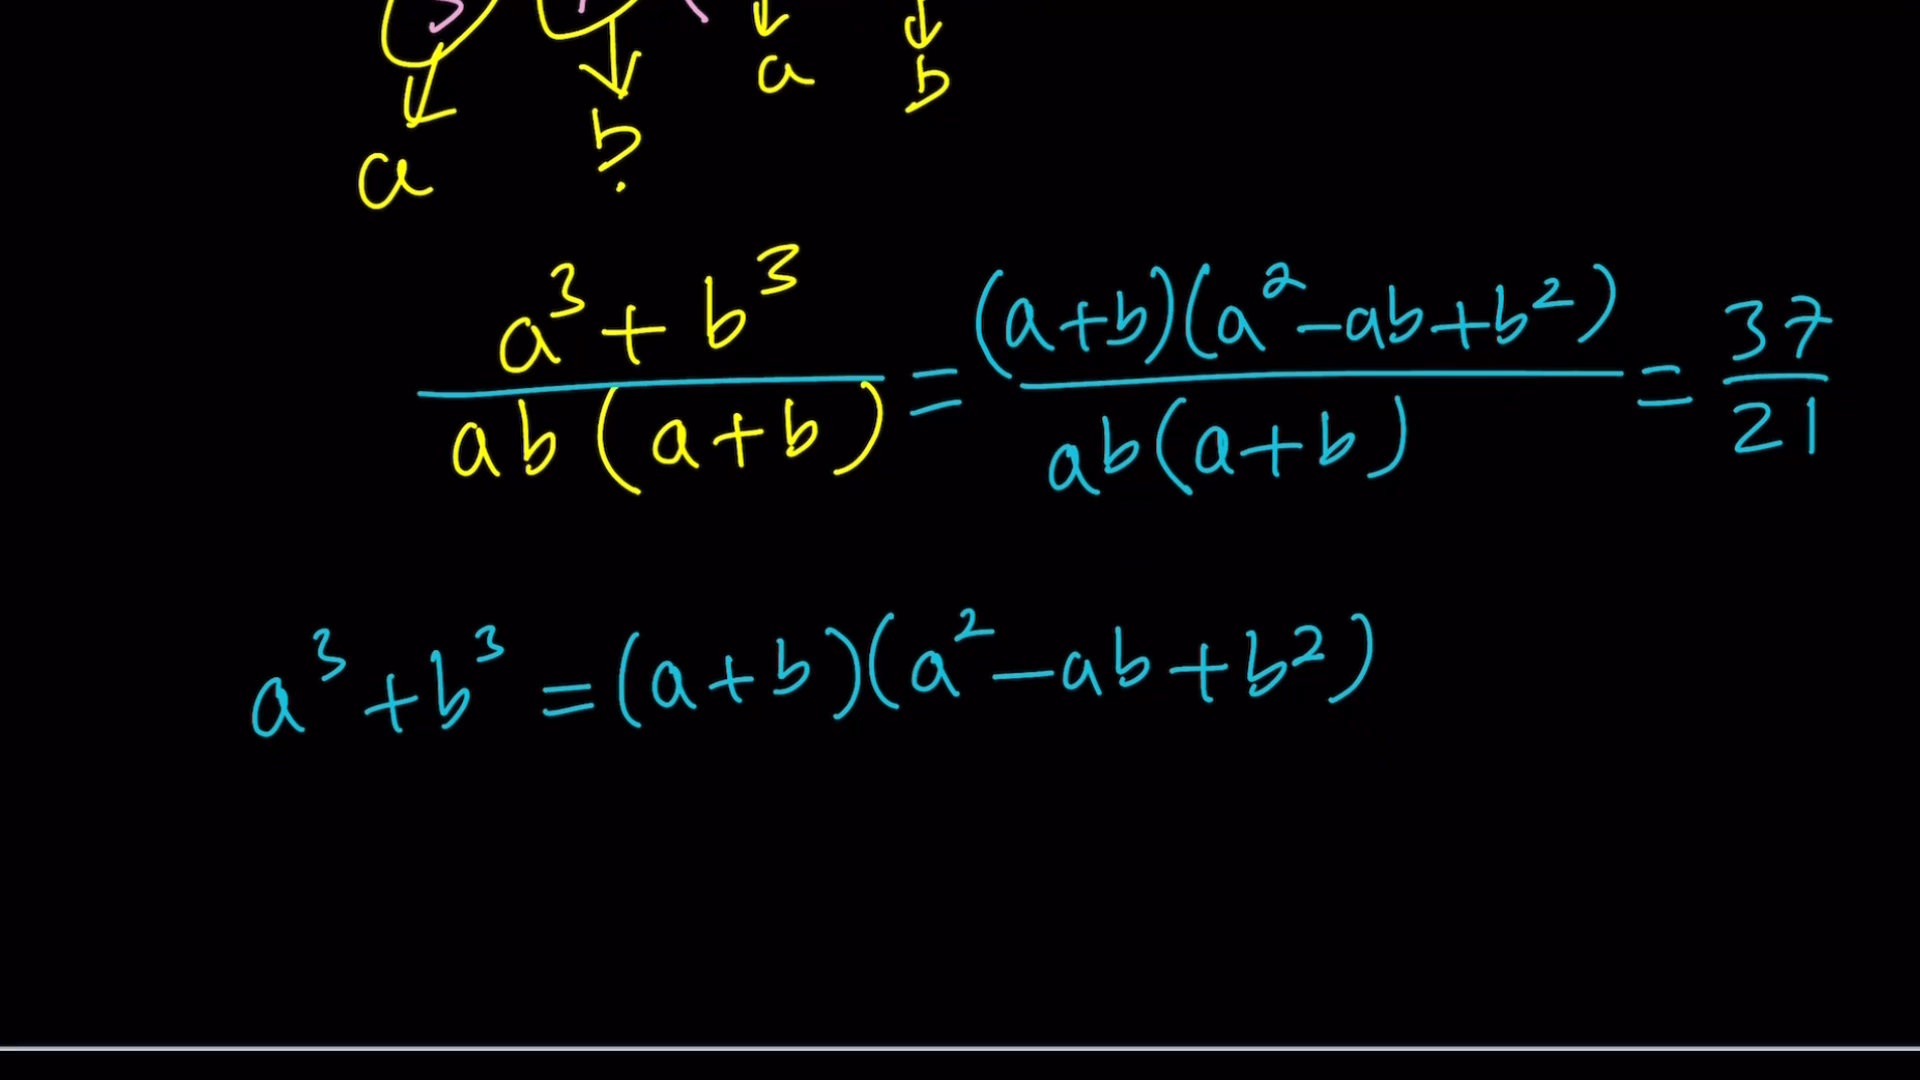 a b
a b
a³ + b³ / ab(a+b) = (a+b)(a² - ab + b²) / ab(a+b) = 37/21
a³ + b³ = (a+b)(a² - ab + b²)